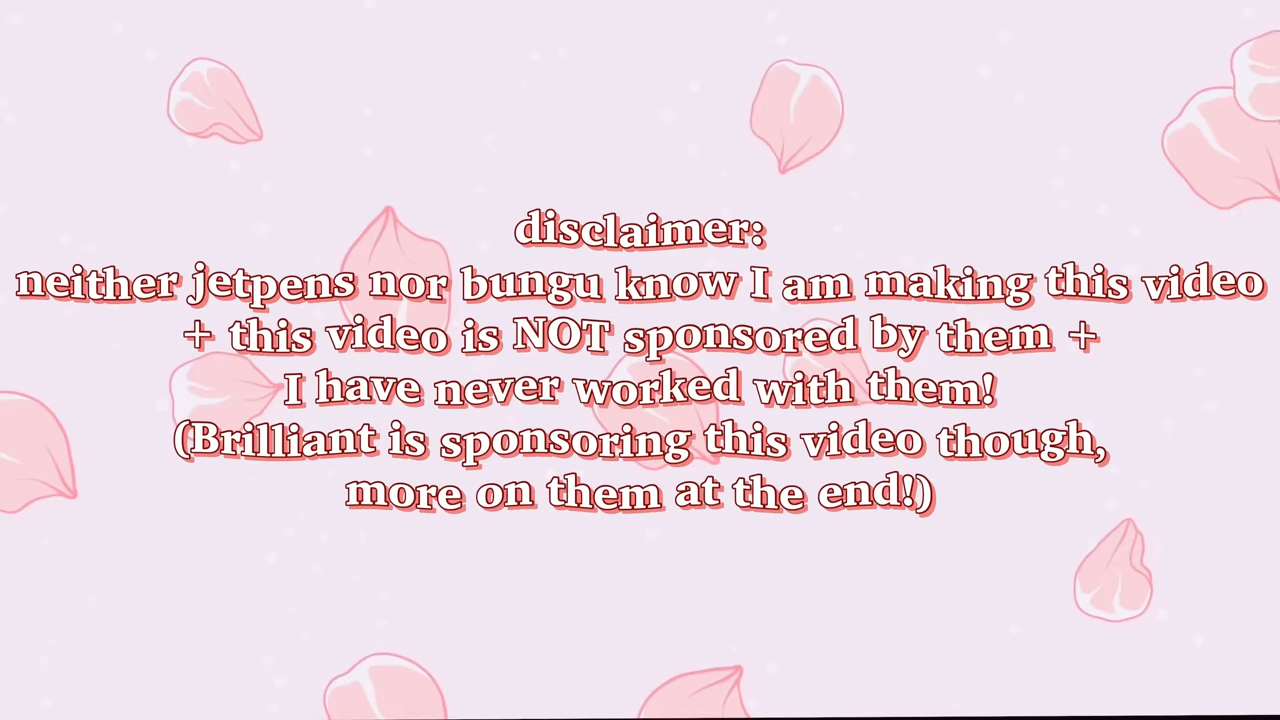 disclaimer:
neither jetpens nor bungu know I am making this video
+ this video is NOT sponsored by them +
I have never worked with them!
(Brilliant is sponsoring this video though,
more on them at the end!)